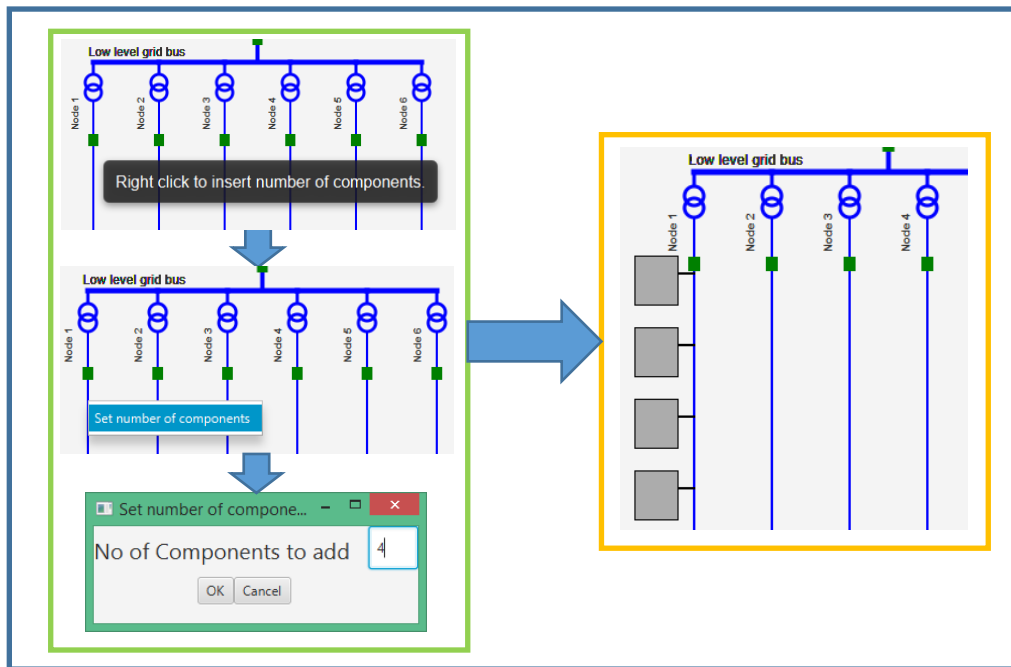 Low level grid bus
Node 1
Node 2
Node 3
Node 4
Node 5
Node 6
Right click to insert number of components.
Low level grid bus
Node 1
Node 2
Node 3
Node 4
Node 5
Node 6
Set number of components
Set number of compone...
No of Components to add 4
OK Cancel
Low level grid bus
Node 1
Node 2
Node 3
Node 4